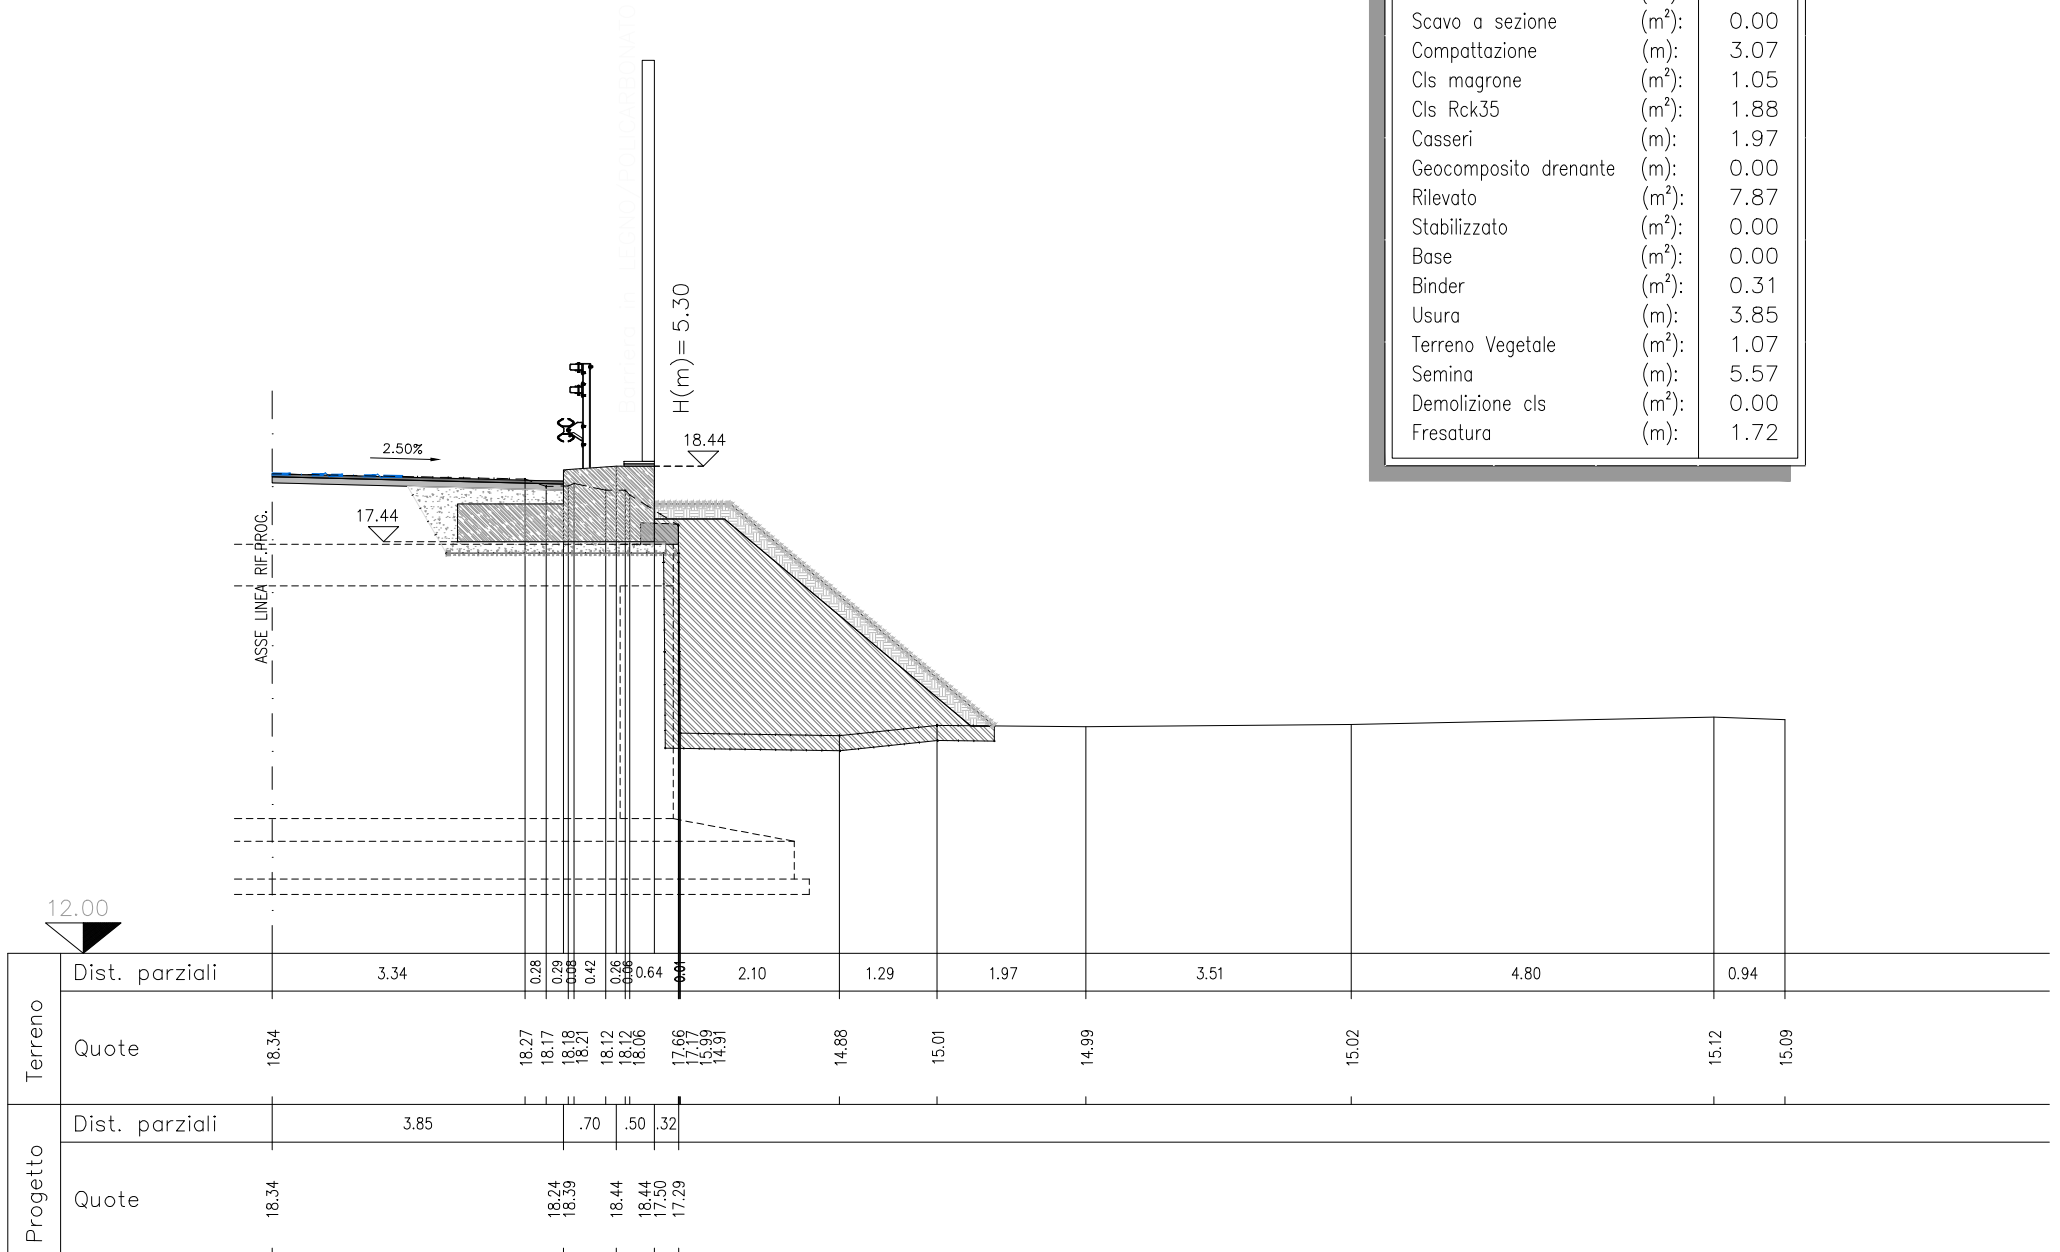 Scavo a sezione (m²): 0.00
Compattazione (m): 3.07
Cls magrone (m²): 1.05
Cls Rck35 (m²): 1.88
Casseri (m): 1.97
Geocomposito drenante (m): 0.00
Rilevato (m²): 7.87
Stabilizzato (m²): 0.00
Base (m²): 0.00
Binder (m²): 0.31
Usura (m): 3.85
Terreno Vegetale (m²): 1.07
Semina (m): 5.57
Demolizione cls (m²): 0.00
Fresatura (m): 1.72
H(m)= 5.30
18.44
2.50%
17.44
ASSE LINEA RIF.PROG.
12.00
Terreno
Dist. parziali 3.34 0.28 0.29 0.08 0.42 0.26 0.06 0.64 0.01 2.10 1.29 1.97 3.51 4.80 0.94
Quote 18.34 18.27 18.17 18.18 18.21 18.12 18.12 18.06 17.66 17.17 15.99 14.91 14.88 15.01 14.99 15.02 15.12 15.09
Progetto
Dist. parziali 3.85 .70 .50 .32
Quote 18.34 18.24 18.39 18.44 18.44 17.50 17.29